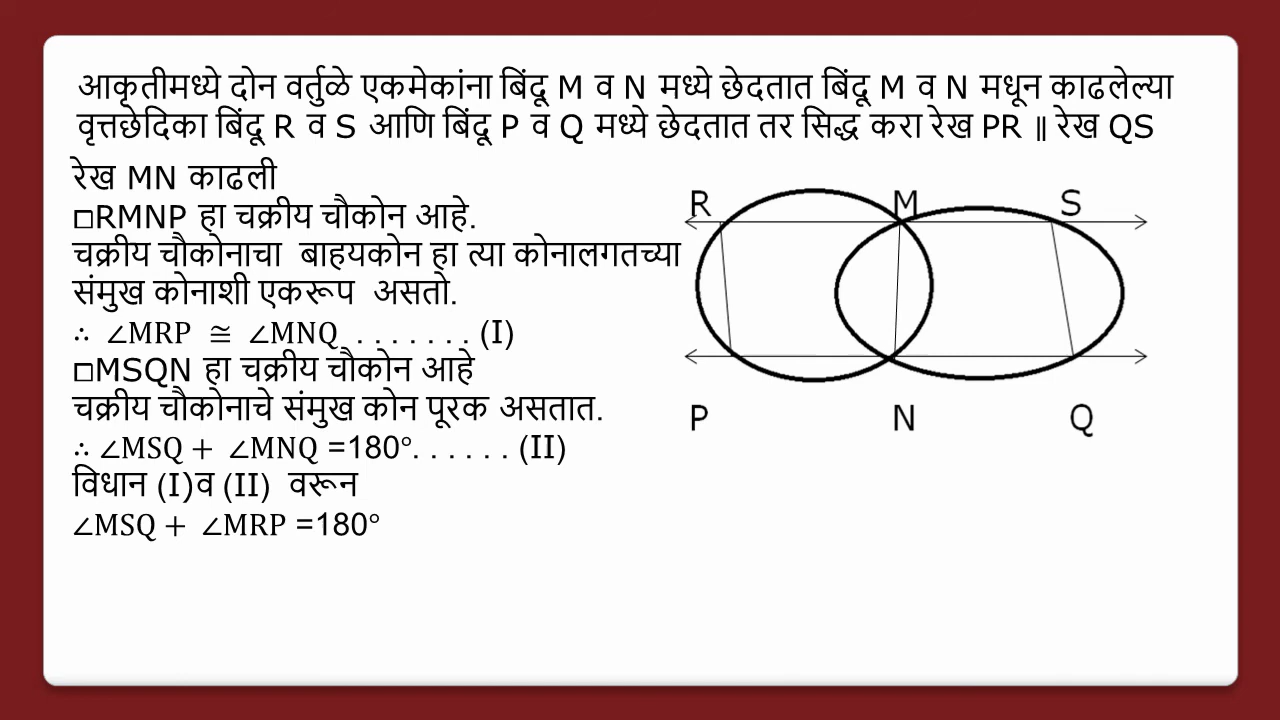 आकृतीमध्ये दोन वर्तुळे एकमेकांना बिंदू M व N मध्ये छेदतात बिंदू M व N मधून काढलेल्या
वृत्तछेदिका बिंदू R व S आणि बिंदू P व Q मध्ये छेदतात तर सिद्ध करा रेख PR ॥ रेख QS
रेख MN काढली
□RMNP हा चक्रीय चौकोन आहे.
चक्रीय चौकोनाचा बाहयकोन हा त्या कोनालगतच्या
संमुख कोनाशी एकरूप असतो.
∴ ∠MRP ≅ ∠MNQ . . . . . . . (I)
□MSQN हा चक्रीय चौकोन आहे
चक्रीय चौकोनाचे संमुख कोन पूरक असतात.
∴ ∠MSQ + ∠MNQ =180°. . . . . . (II)
विधान (I)व (II) वरून
∠MSQ + ∠MRP =180°
R M S
P N Q